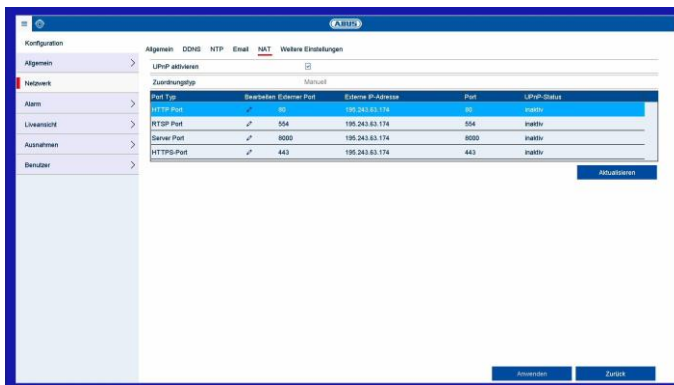 ABUS
Konfiguration
Allgemein
Netzwerk
Alarm
Liveansicht
Ausnahmen
Benutzer
Allgemein DDNS NTP Email NAT Weitere Einstellungen
UPnP aktivieren
Zuordnungstyp Manuell
Port Typ Bearbeiten Externer Port Externe IP-Adresse Port UPnP-Status
HTTP Port 80 195.243.63.174 80 inaktiv
RTSP Port 554 195.243.63.174 554 inaktiv
Server Port 8000 195.243.63.174 8000 inaktiv
HTTPS-Port 443 195.243.63.174 443 inaktiv
Aktualisieren
Anwenden Zurück